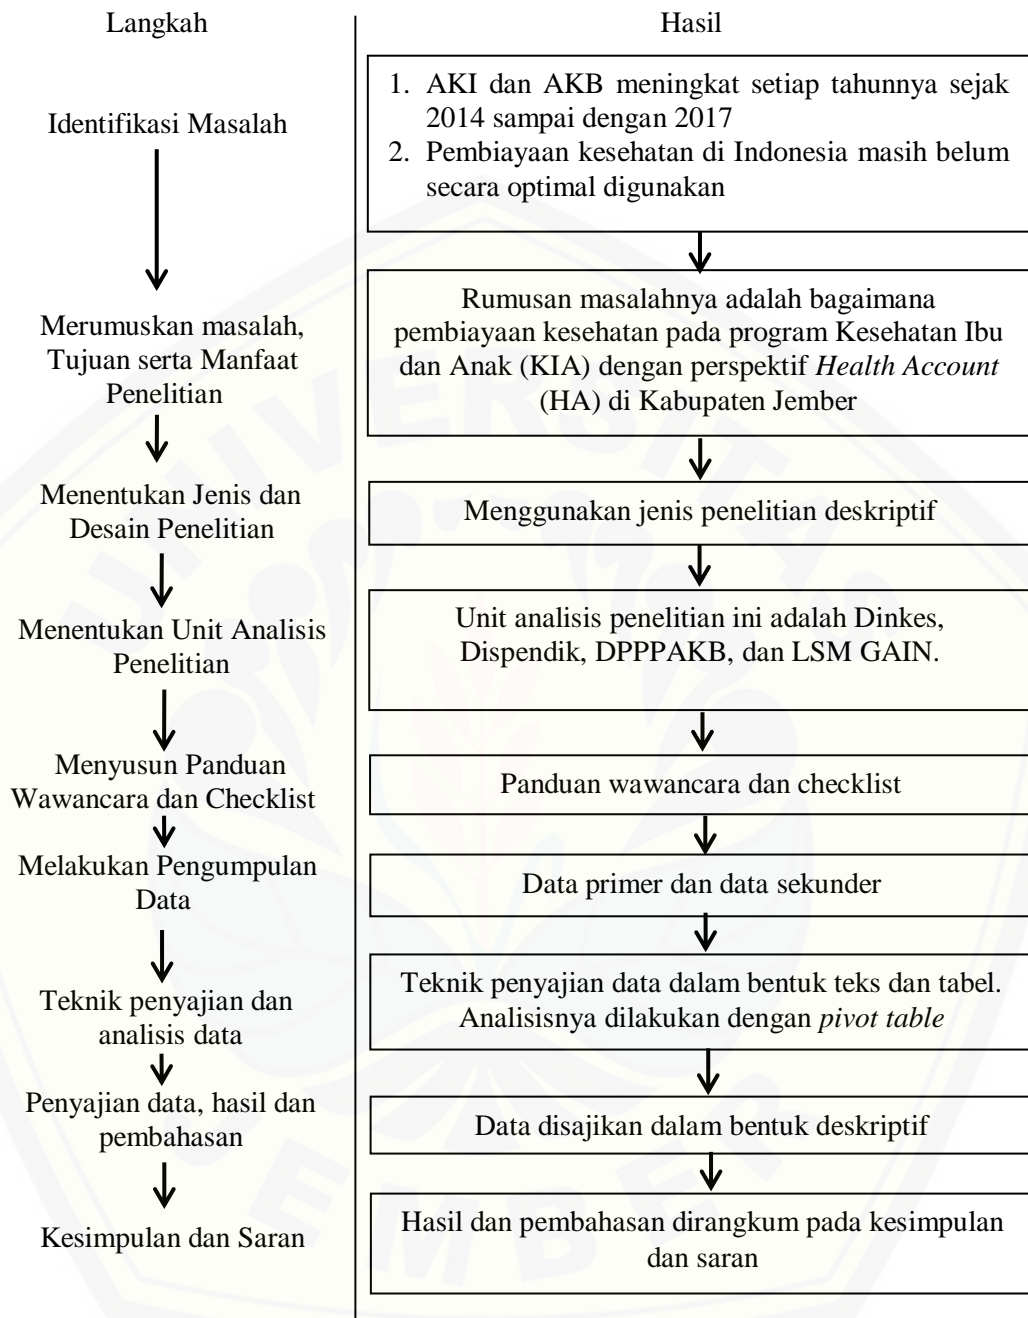 Langkah
Hasil
Identifikasi Masalah
1. AKI dan AKB meningkat setiap tahunnya sejak
2014 sampai dengan 2017
2. Pembiayaan kesehatan di Indonesia masih belum
secara optimal digunakan
Merumuskan masalah,
Tujuan serta Manfaat
Penelitian
Rumusan masalahnya adalah bagaimana
pembiayaan kesehatan pada program Kesehatan Ibu
dan Anak (KIA) dengan perspektif Health Account
(HA) di Kabupaten Jember
Menentukan Jenis dan
Desain Penelitian
Menggunakan jenis penelitian deskriptif
Menentukan Unit Analisis
Penelitian
Unit analisis penelitian ini adalah Dinkes,
Dispendik, DPPPAKB, dan LSM GAIN.
Menyusun Panduan
Wawancara dan Checklist
Panduan wawancara dan checklist
Melakukan Pengumpulan
Data
Data primer dan data sekunder
Teknik penyajian dan
analisis data
Teknik penyajian data dalam bentuk teks dan tabel.
Analisisnya dilakukan dengan pivot table
Penyajian data, hasil dan
pembahasan
Data disajikan dalam bentuk deskriptif
Kesimpulan dan Saran
Hasil dan pembahasan dirangkum pada kesimpulan
dan saran
UNIVERSITAS
JEMBER